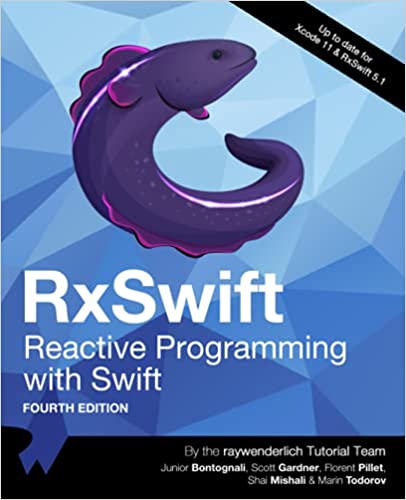 Up to date for
Xcode 11 & RxSwift 5.1
RxSwift
Reactive Programming
with Swift
FOURTH EDITION
By the raywenderlich Tutorial Team
Junior Bontognali, Scott Gardner, Florent Pillet,
Shai Mishali & Marin Todorov